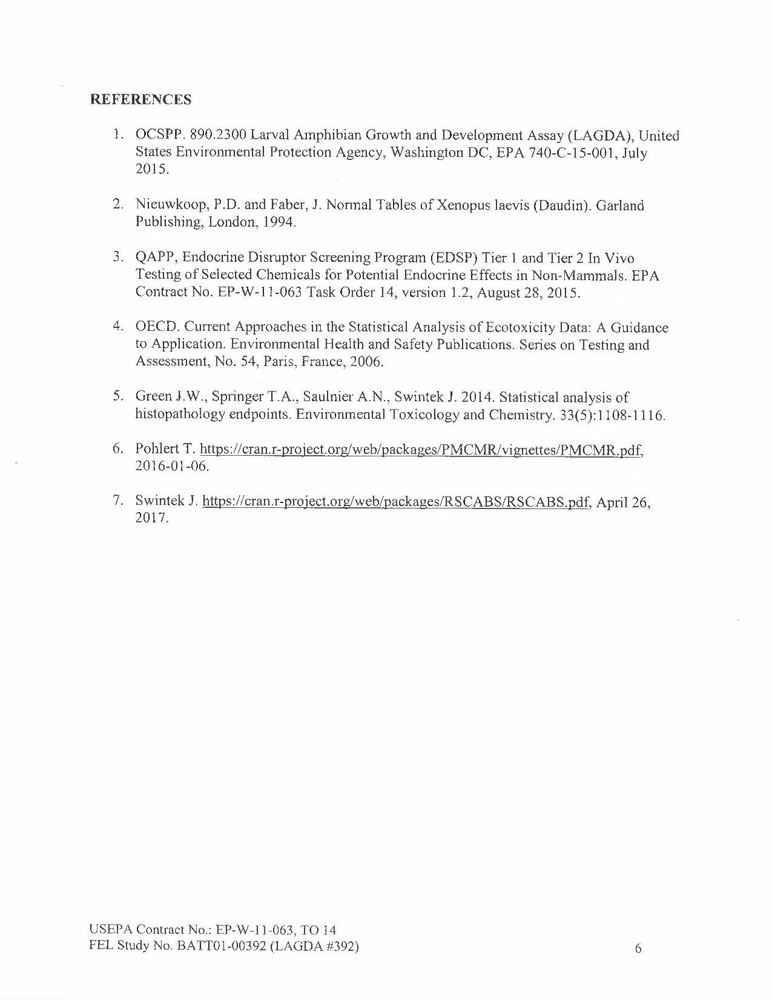 REFERENCES
1. OCSPP. 890.2300 Larval Amphibian Growth and Development Assay (LAGDA), United
States Environmental Protection Agency, Washington DC, EPA 740-C-15-001, July
2015.
2. Nieuwkoop, P.D. and Faber, J. Normal Tables of Xenopus laevis (Daudin). Garland
Publishing, London, 1994.
3. QAPP, Endocrine Disruptor Screening Program (EDSP) Tier 1 and Tier 2 In Vivo
Testing of Selected Chemicals for Potential Endocrine Effects in Non-Mammals. EPA
Contract No. EP-W-11-063 Task Order 14, version 1.2, August 28, 2015.
4. OECD. Current Approaches in the Statistical Analysis of Ecotoxicity Data: A Guidance
to Application. Environmental Health and Safety Publications. Series on Testing and
Assessment, No. 54, Paris, France, 2006.
5. Green J.W., Springer T.A., Saulnier A.N., Swintek J. 2014. Statistical analysis of
histopathology endpoints. Environmental Toxicology and Chemistry. 33(5):1108-1116.
6. Pohlert T. https://cran.r-project.org/web/packages/PMCMR/vignettes/PMCMR.pdf,
2016-01-06.
7. Swintek J. https://cran.r-project.org/web/packages/RSCABS/RSCABS.pdf, April 26,
2017.
USEPA Contract No.: EP-W-11-063, TO 14
FEL Study No. BATT01-00392 (LAGDA #392) 6